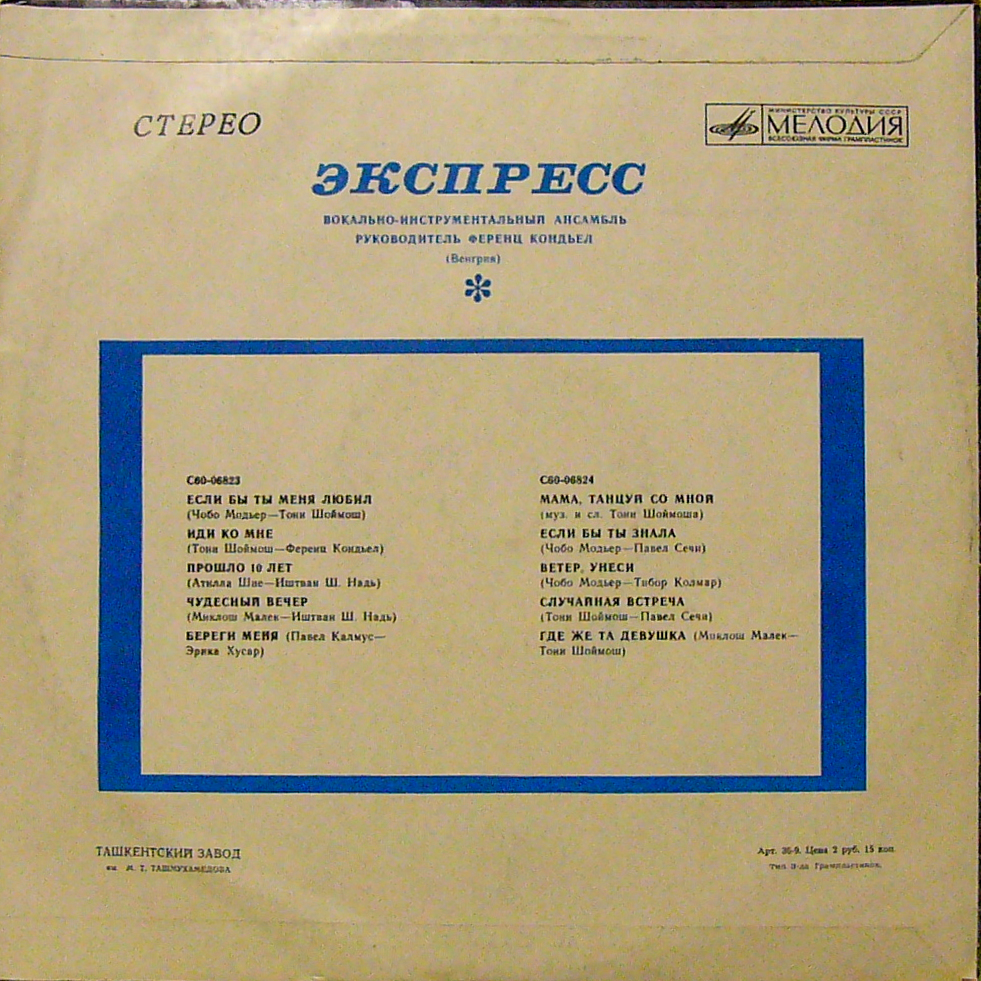 СТЕРЕО
МИНИСТЕРСТВО КУЛЬТУРЫ СССР
МЕЛОДИЯ
ВСЕСОЮЗНАЯ ФИРМА ГРАМПЛАСТИНОК
ЭКСПРЕСС
ВОКАЛЬНО-ИНСТРУМЕНТАЛЬНЫЙ АНСАМБЛЬ
РУКОВОДИТЕЛЬ ФЕРЕНЦ КОНДЬЕЛ
(Венгрия)
С60-06823
ЕСЛИ БЫ ТЫ МЕНЯ ЛЮБИЛ
(Чобо Модьер—Тони Шоймош)
ИДИ КО МНЕ
(Тони Шоймош—Ференц Кондьел)
ПРОШЛО 10 ЛЕТ
(Атилла Шие—Иштван Ш. Надь)
ЧУДЕСНЫЙ ВЕЧЕР
(Миклош Малек—Иштван Ш. Надь)
БЕРЕГИ МЕНЯ (Павел Калмус—
Эрика Хусар)
С60-06824
МАМА, ТАНЦУЙ СО МНОЙ
(муз. и сл. Тони Шоймоша)
ЕСЛИ БЫ ТЫ ЗНАЛА
(Чобо Модьер—Павел Сечи)
ВЕТЕР, УНЕСИ
(Чобо Модьер—Тибор Колмар)
СЛУЧАЙНАЯ ВСТРЕЧА
(Тони Шоймош—Павел Сечи)
ГДЕ ЖЕ ТА ДЕВУШКА (Миклош Малек—
Тони Шоймош)
ТАШКЕНТСКИЙ ЗАВОД
им. М. Т. ТАШМУХАМЕДОВА
Арт. 36-9. Цена 2 руб. 15 коп.
Тип. з-да Грампластинок.